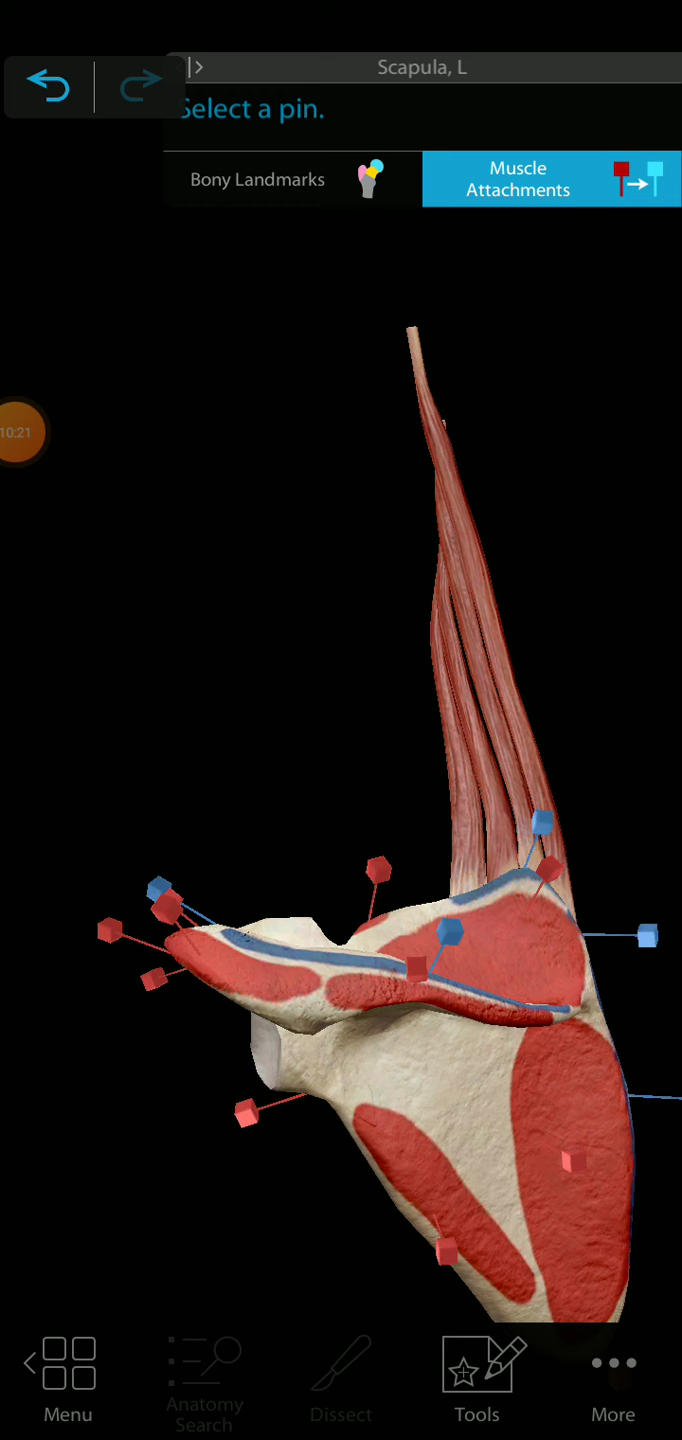 Scapula, L
Select a pin.
Bony Landmarks
Muscle
Attachments
10:21
Menu
Anatomy
Search
Dissect
Tools
More